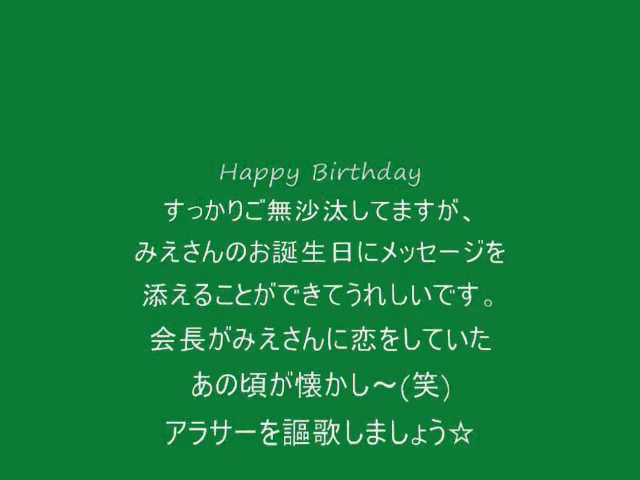 Happy Birthday
すっかりご無沙汰してますが、
みえさんのお誕生日にメッセージを
添えることができてうれしいです。
会長がみえさんに恋をしていた
あの頃が懐かし～(笑)
アラサーを謳歌しましょう☆